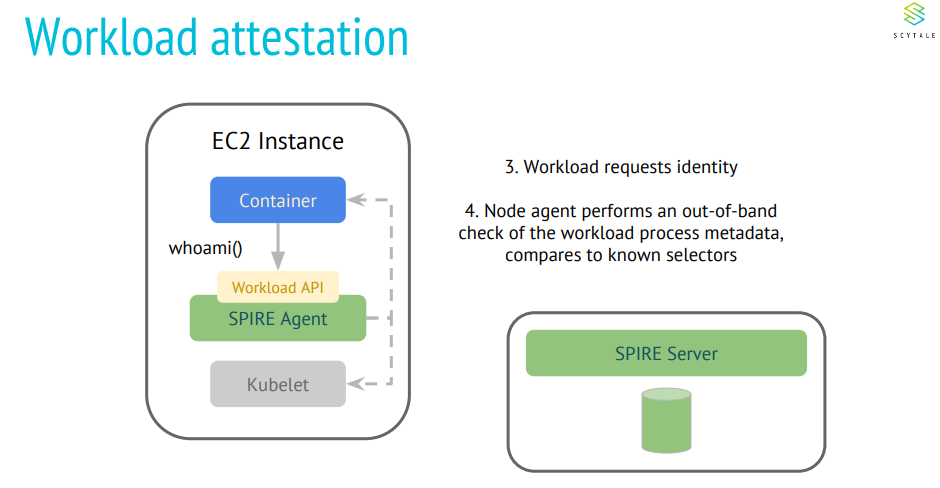 Workload attestation
SCYTALE
EC2 Instance
Container
whoami()
Workload API
SPIRE Agent
Kubelet
3. Workload requests identity
4. Node agent performs an out-of-band
check of the workload process metadata,
compares to known selectors
SPIRE Server